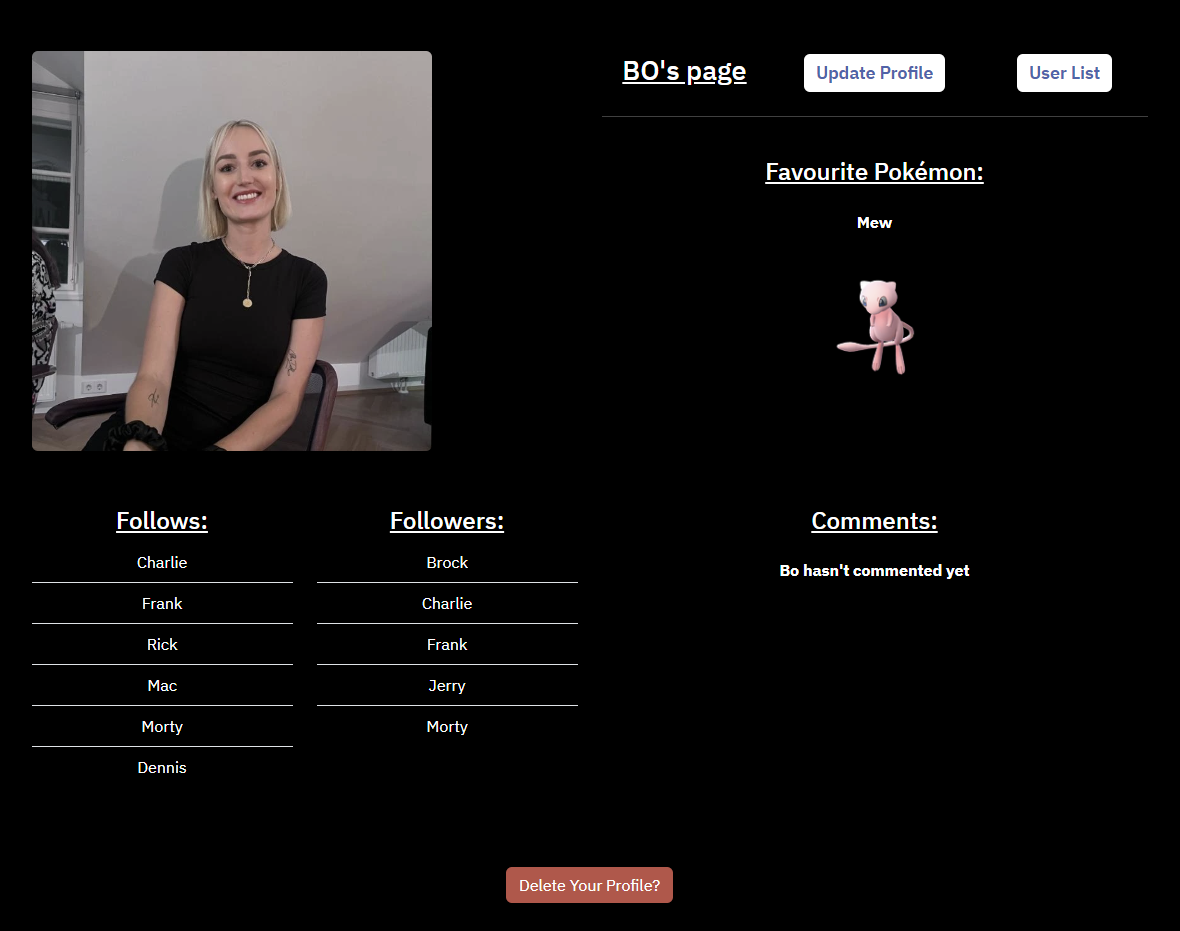 BO's page
Update Profile
User List
Favourite Pokémon:
Mew
Follows:
Charlie
Frank
Rick
Mac
Morty
Dennis
Followers:
Brock
Charlie
Frank
Jerry
Morty
Comments:
Bo hasn't commented yet
Delete Your Profile?